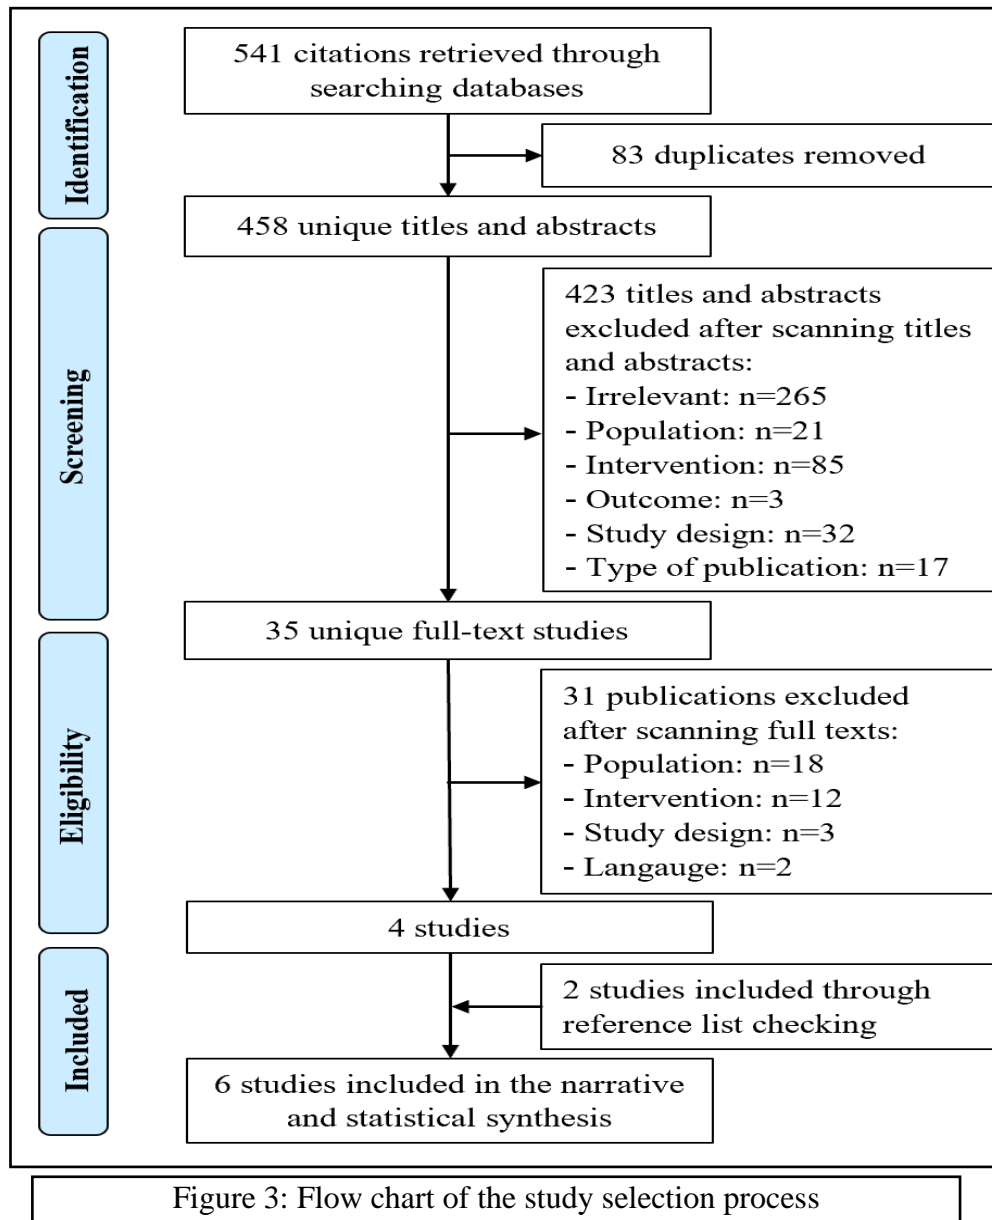 Identification
541 citations retrieved through
searching databases
83 duplicates removed
458 unique titles and abstracts
Screening
423 titles and abstracts
excluded after scanning titles
and abstracts:
- Irrelevant: n=265
- Population: n=21
- Intervention: n=85
- Outcome: n=3
- Study design: n=32
- Type of publication: n=17
35 unique full-text studies
Eligibility
31 publications excluded
after scanning full texts:
- Population: n=18
- Intervention: n=12
- Study design: n=3
- Langauge: n=2
4 studies
Included
2 studies included through
reference list checking
6 studies included in the narrative
and statistical synthesis
Figure 3: Flow chart of the study selection process